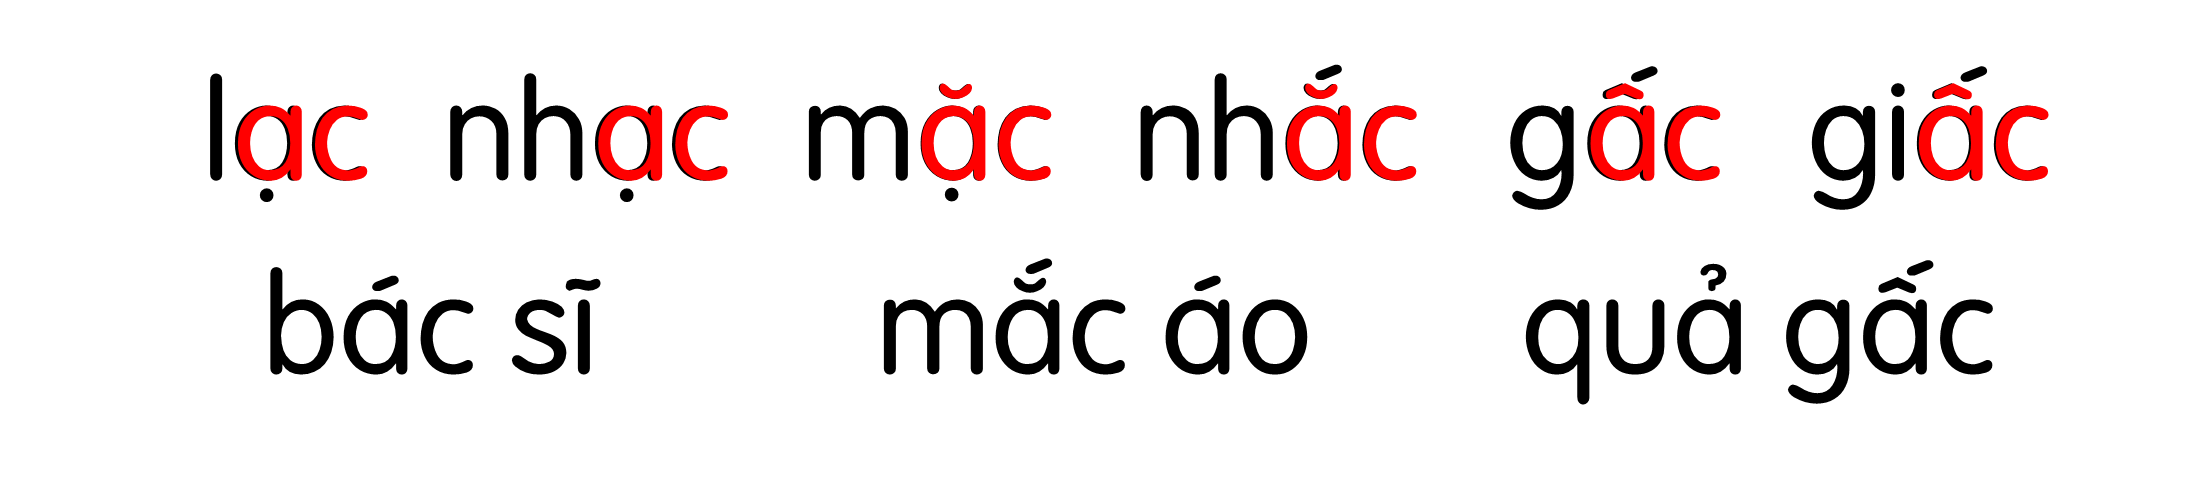 lạc nhạc mặc nhắc gấc giấc
bác sĩ mắc áo quả gấc